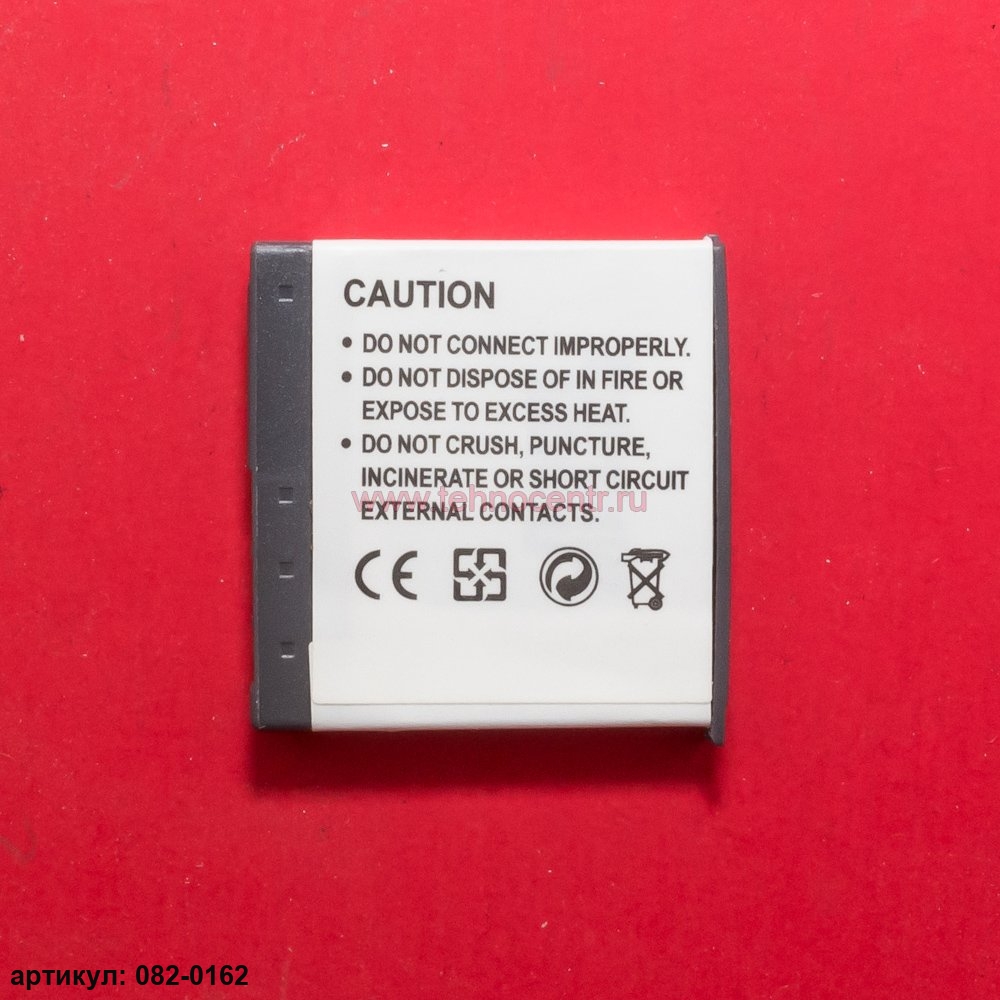 CAUTION
• DO NOT CONNECT IMPROPERLY.
• DO NOT DISPOSE OF IN FIRE OR
EXPOSE TO EXCESS HEAT.
• DO NOT CRUSH, PUNCTURE,
INCINERATE OR SHORT CIRCUIT
www.tehnocentr.ru
EXTERNAL CONTACTS.
CE
артикул: 082-0162